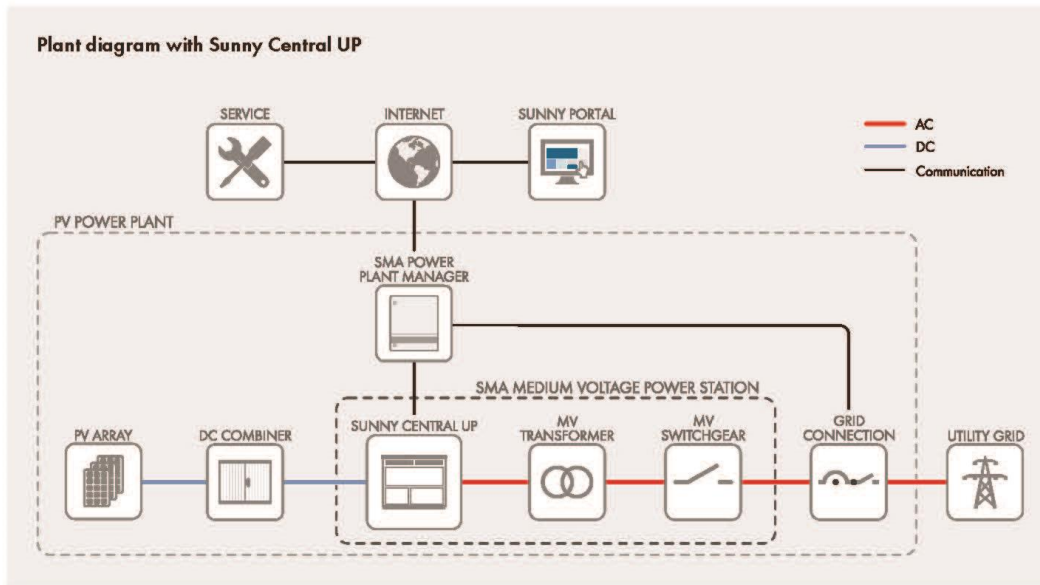 Plant diagram with Sunny Central UP
SERVICE
INTERNET
SUNNY PORTAL
AC
DC
Communication
PV POWER PLANT
SMA POWER
PLANT MANAGER
SMA MEDIUM VOLTAGE POWER STATION
PV ARRAY
DC COMBINER
SUNNY CENTRAL UP
MV
TRANSFORMER
MV
SWITCHGEAR
GRID
CONNECTION
UTILITY GRID